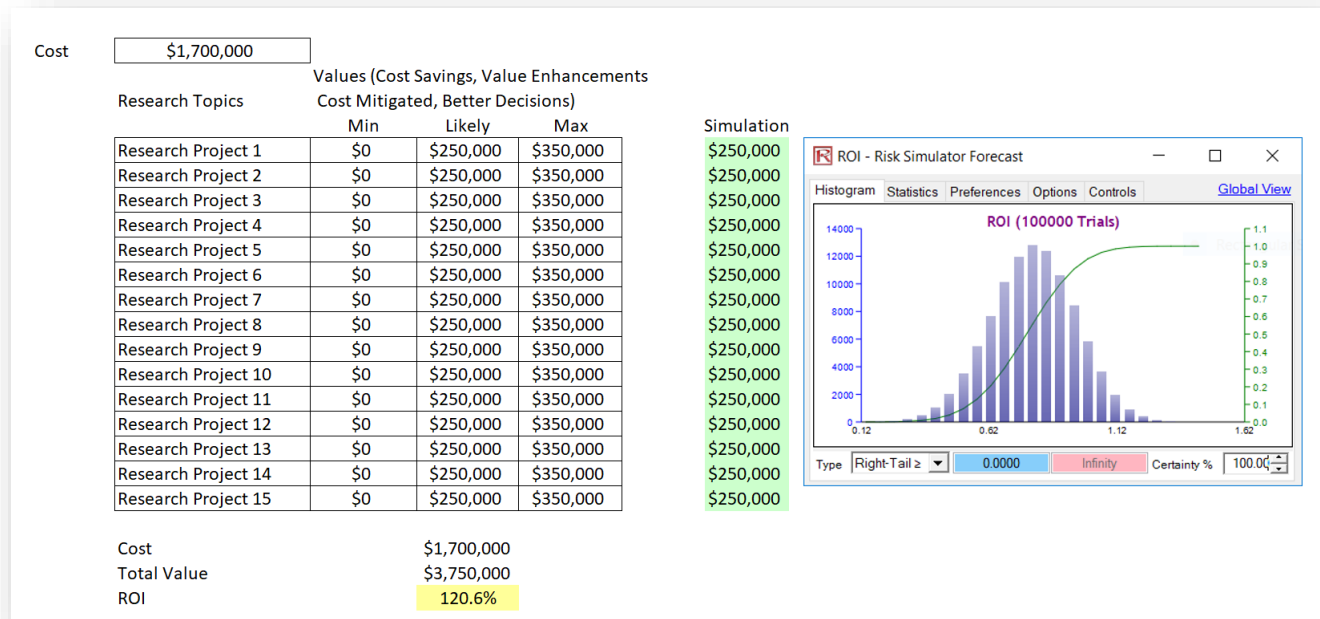 Cost $1,700,000
Values (Cost Savings, Value Enhancements
Research Topics Cost Mitigated, Better Decisions)
Min Likely Max Simulation
Research Project 1 $0 $250,000 $350,000 $250,000
Research Project 2 $0 $250,000 $350,000 $250,000
Research Project 3 $0 $250,000 $350,000 $250,000
Research Project 4 $0 $250,000 $350,000 $250,000
Research Project 5 $0 $250,000 $350,000 $250,000
Research Project 6 $0 $250,000 $350,000 $250,000
Research Project 7 $0 $250,000 $350,000 $250,000
Research Project 8 $0 $250,000 $350,000 $250,000
Research Project 9 $0 $250,000 $350,000 $250,000
Research Project 10 $0 $250,000 $350,000 $250,000
Research Project 11 $0 $250,000 $350,000 $250,000
Research Project 12 $0 $250,000 $350,000 $250,000
Research Project 13 $0 $250,000 $350,000 $250,000
Research Project 14 $0 $250,000 $350,000 $250,000
Research Project 15 $0 $250,000 $350,000 $250,000
Cost $1,700,000
Total Value $3,750,000
ROI 120.6%
ROI - Risk Simulator Forecast
Histogram Statistics Preferences Options Controls Global View
ROI (100000 Trials)
14000 1.1
1.0
12000 0.9
10000 0.8
0.7
8000 0.6
6000 0.5
0.4
4000 0.3
0.2
2000 0.1
0 0.0
0.12 0.62 1.12 1.62
Type Right-Tail ≥ 0.0000 Infinity Certainty % 100.00